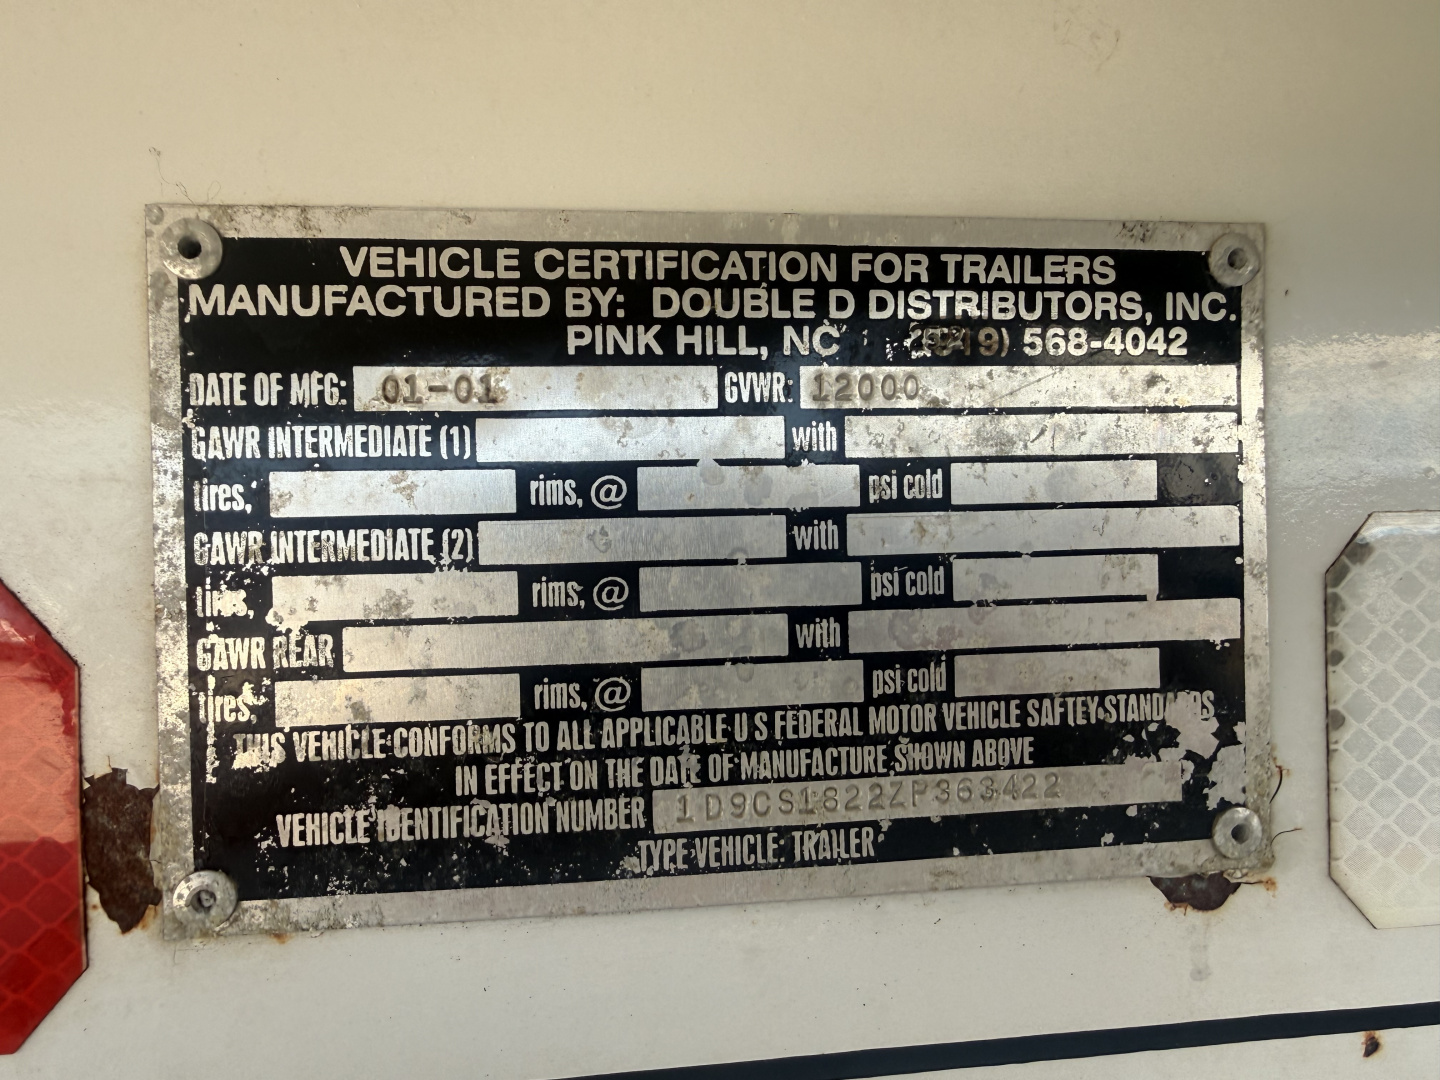 VEHICLE CERTIFICATION FOR TRAILERS
MANUFACTURED BY: DOUBLE D DISTRIBUTORS, INC.
PINK HILL, NC (919) 568-4042
DATE OF MFG: 01-01 GVWR: 12000
GAWR INTERMEDIATE (1) with
tires, rims, @ psi cold
GAWR INTERMEDIATE (2) with
tires, rims, @ psi cold
GAWR REAR with
tires, rims, @ psi cold
THIS VEHICLE CONFORMS TO ALL APPLICABLE U S FEDERAL MOTOR VEHICLE SAFTEY STANDARDS
IN EFFECT ON THE DATE OF MANUFACTURE SHOWN ABOVE
VEHICLE IDENTIFICATION NUMBER 1D9CS1822ZP363422
TYPE VEHICLE: TRAILER